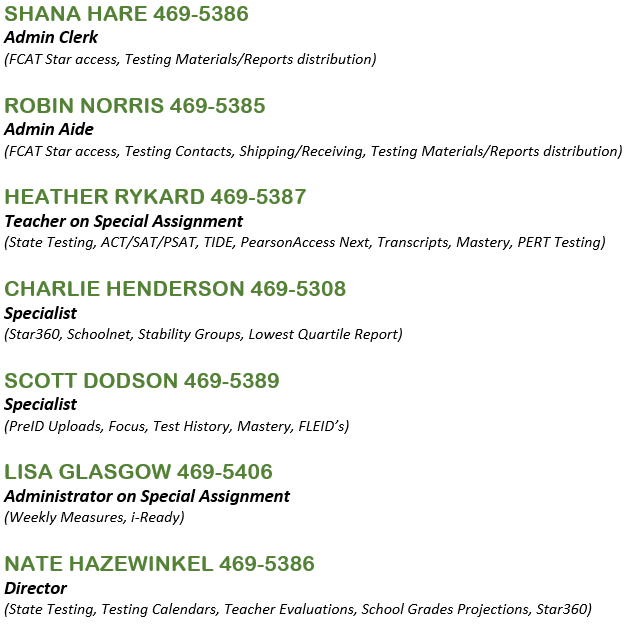 SHANA HARE 469-5386
Admin Clerk
(FCAT Star access, Testing Materials/Reports distribution)
ROBIN NORRIS 469-5385
Admin Aide
(FCAT Star access, Testing Contacts, Shipping/Receiving, Testing Materials/Reports distribution)
HEATHER RYKARD 469-5387
Teacher on Special Assignment
(State Testing, ACT/SAT/PSAT, TIDE, PearsonAccess Next, Transcripts, Mastery, PERT Testing)
CHARLIE HENDERSON 469-5308
Specialist
(Star360, Schoolnet, Stability Groups, Lowest Quartile Report)
SCOTT DODSON 469-5389
Specialist
(PreID Uploads, Focus, Test History, Mastery, FLEID’s)
LISA GLASGOW 469-5406
Administrator on Special Assignment
(Weekly Measures, i-Ready)
NATE HAZEWINKEL 469-5386
Director
(State Testing, Testing Calendars, Teacher Evaluations, School Grades Projections, Star360)